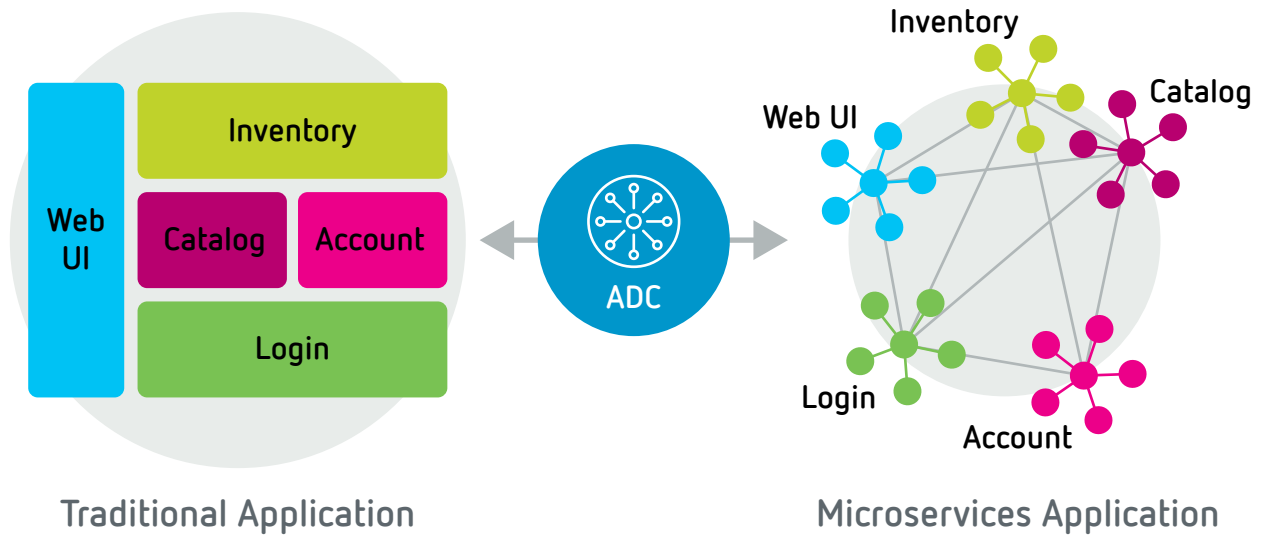 Web
UI
Inventory
Catalog
Account
Login
Traditional Application
ADC
Inventory
Catalog
Web UI
Login
Account
Microservices Application